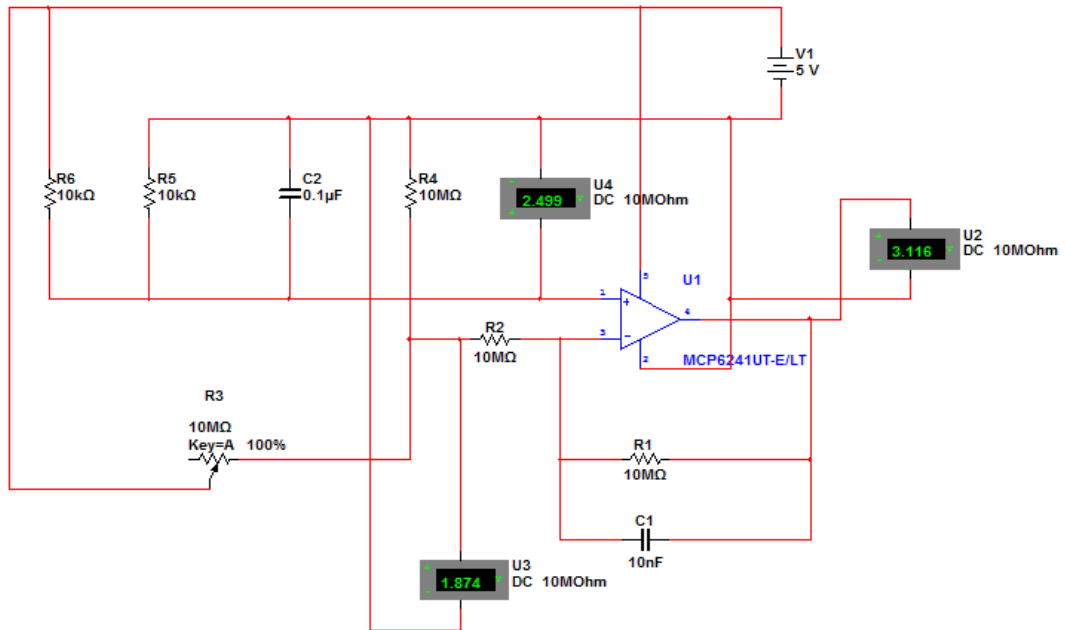 V1
5 V
R6
10kΩ
R5
10kΩ
C2
0.1µF
R4
10MΩ
- 
2.499 V
+
U4
DC 10MOhm
+
3.116 V
-
U2
DC 10MOhm
1
+
5
U1
4
3
-
2
MCP6241UT-E/LT
R2
10MΩ
R3
10MΩ
Key=A 100%
R1
10MΩ
C1
10nF
+
1.874 V
-
U3
DC 10MOhm